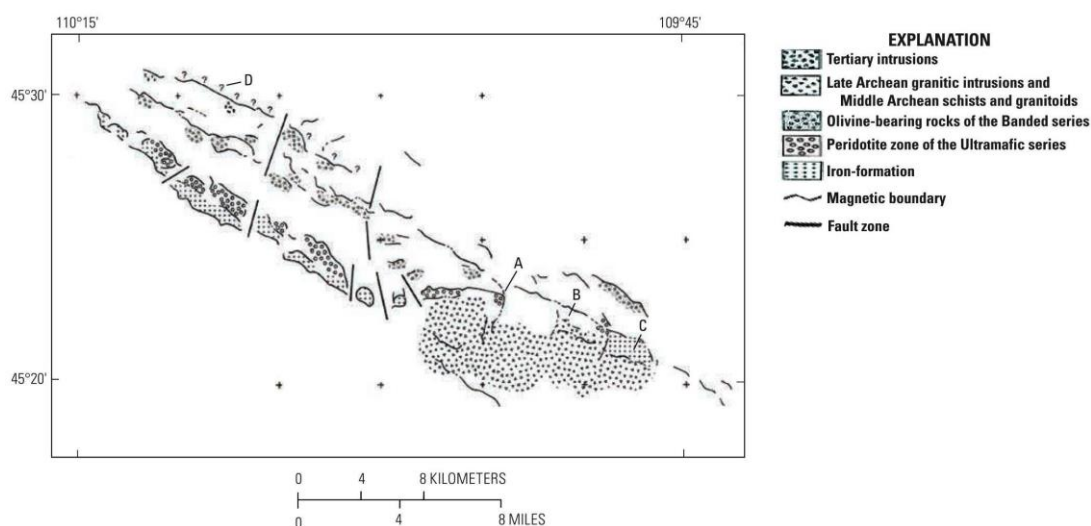 110°15'
109°45'
D
45°30'
A
B
C
45°20'
0 4 8 KILOMETERS
0 4 8 MILES
EXPLANATION
Tertiary intrusions
Late Archean granitic intrusions and
Middle Archean schists and granitoids
Olivine-bearing rocks of the Banded series
Peridotite zone of the Ultramafic series
Iron-formation
Magnetic boundary
Fault zone
? ? ? ? ? ? ? ? ?